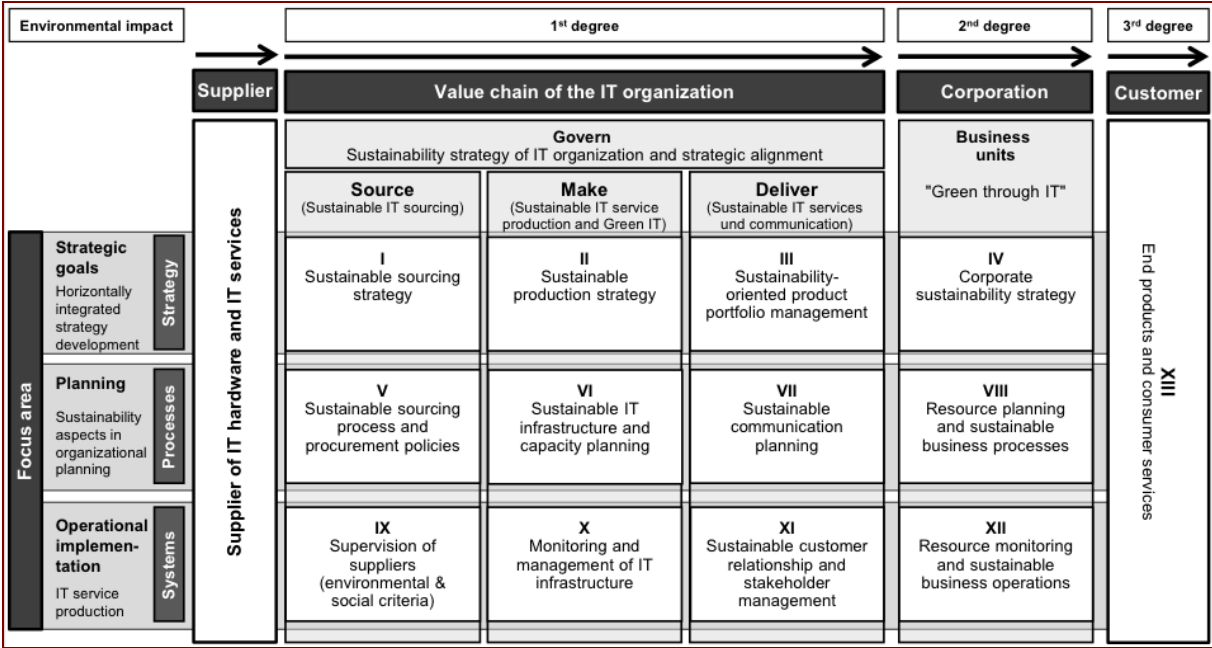 Environmental impact
1st degree
2nd degree
3rd degree
Supplier
Value chain of the IT organization
Corporation
Customer
Govern
Sustainability strategy of IT organization and strategic alignment
Business
units
"Green through IT"
Source
(Sustainable IT sourcing)
Make
(Sustainable IT service
production and Green IT)
Deliver
(Sustainable IT services
und communication)
Supplier of IT hardware and IT services
Focus area
Strategic
goals
Horizontally
integrated
strategy
development
Strategy
I
Sustainable sourcing
strategy
II
Sustainable
production strategy
III
Sustainability-
oriented product
portfolio management
IV
Corporate
sustainability strategy
Planning
Sustainability
aspects in
organizational
planning
Processes
V
Sustainable sourcing
process and
procurement policies
VI
Sustainable IT
infrastructure and
capacity planning
VII
Sustainable
communication
planning
VIII
Resource planning
and sustainable
business processes
Operational
implemen-
tation
IT service
production
Systems
IX
Supervision of
suppliers
(environmental &
social criteria)
X
Monitoring and
management of IT
infrastructure
XI
Sustainable customer
relationship and
stakeholder
management
XII
Resource monitoring
and sustainable
business operations
XIII
End products and consumer services